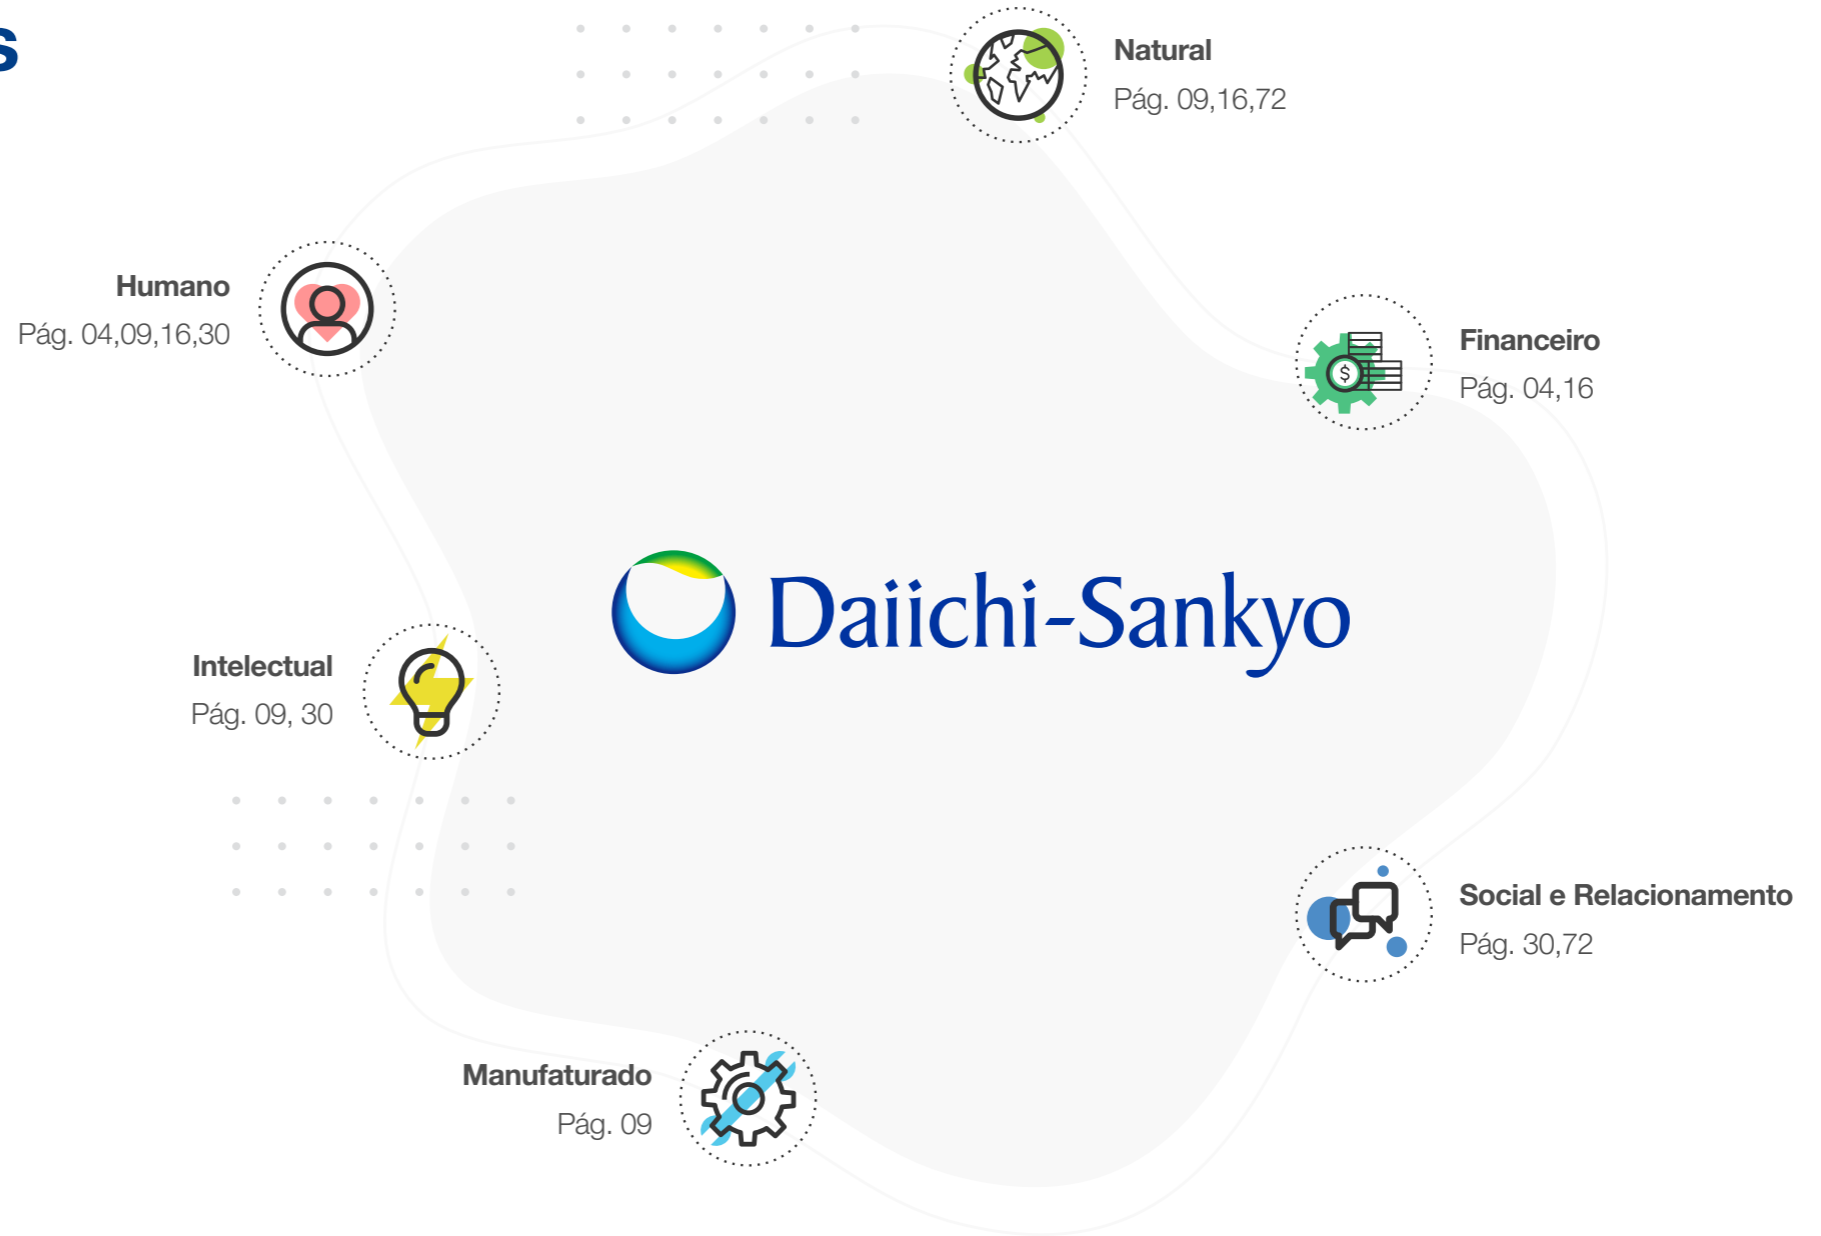 s
Natural
Pág. 09,16,72
Humano
Pág. 04,09,16,30
Financeiro
Pág. 04,16
$
Daiichi-Sankyo
Intelectual
Pág. 09, 30
Social e Relacionamento
Pág. 30,72
Manufaturado
Pág. 09